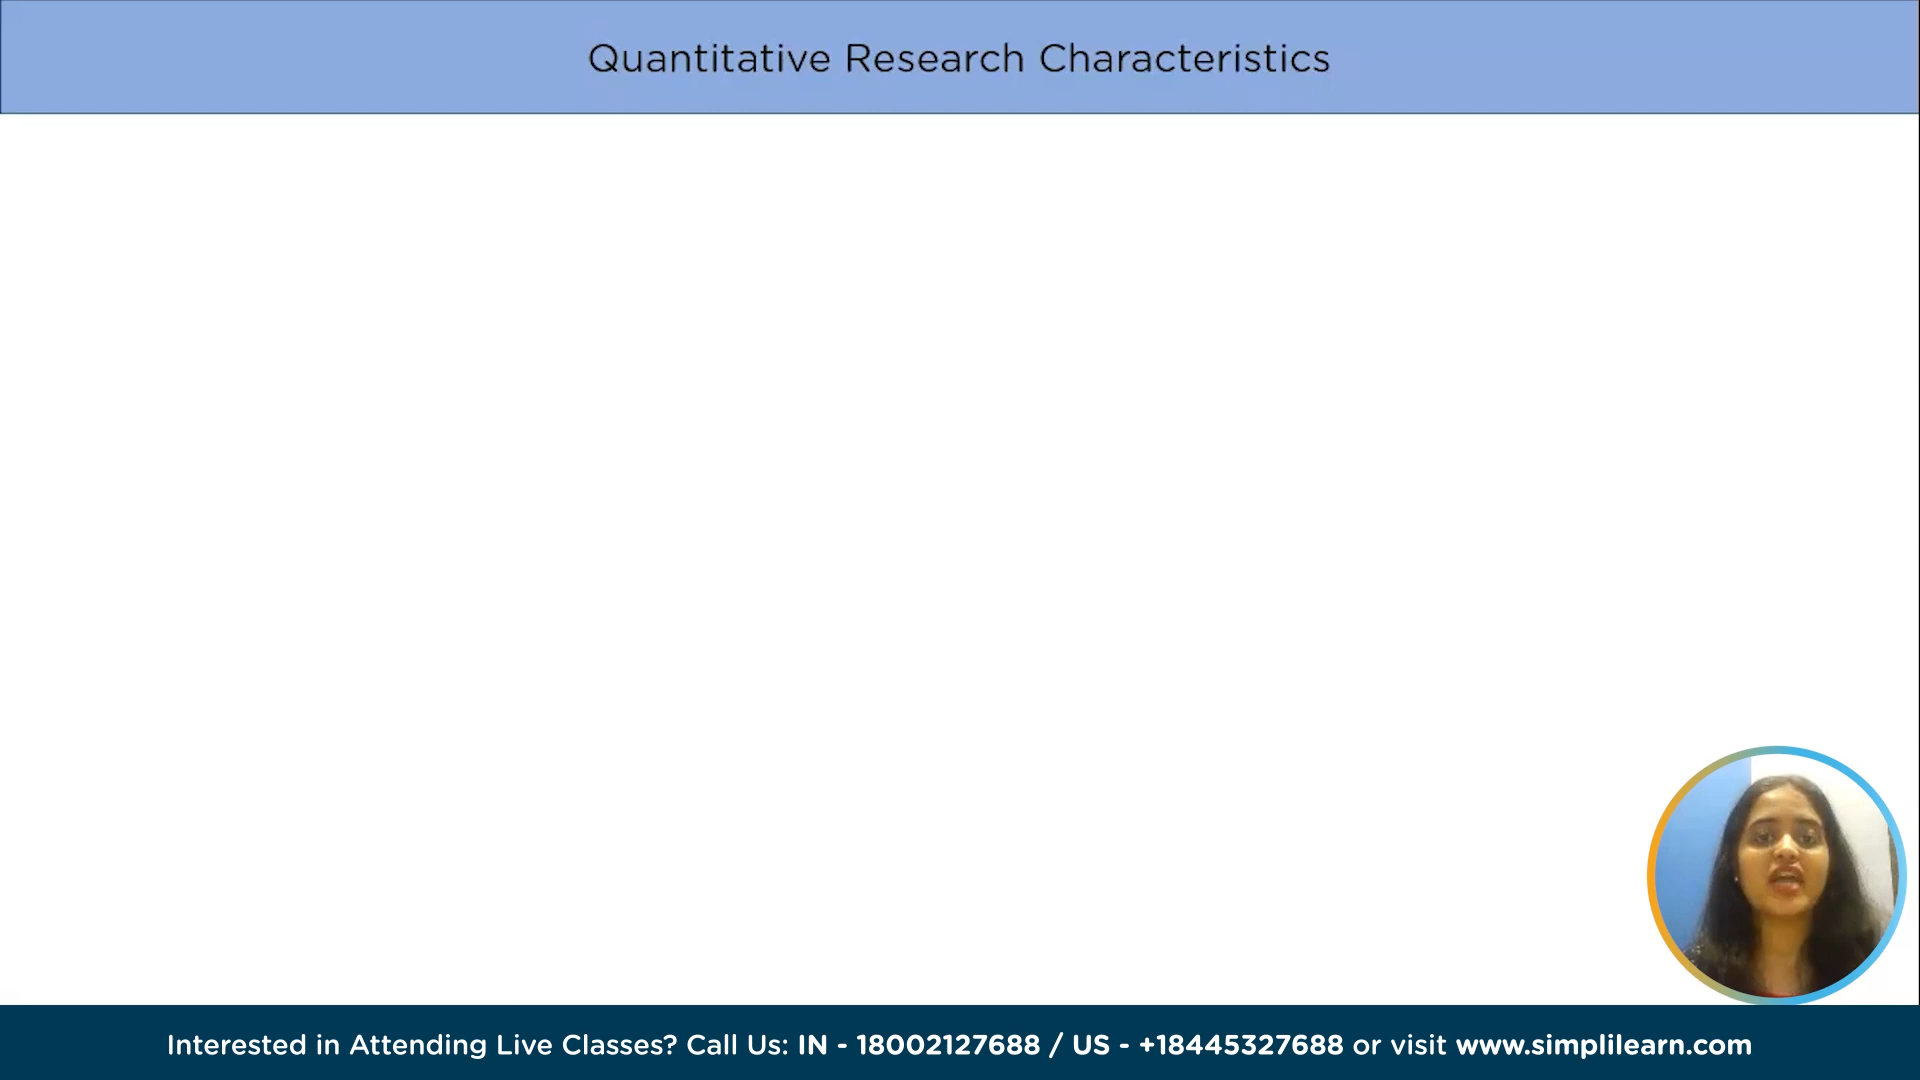 Quantitative Research Characteristics
Interested in Attending Live Classes? Call Us: IN - 18002127688 / US - +18445327688 or visit www.simplilearn.com